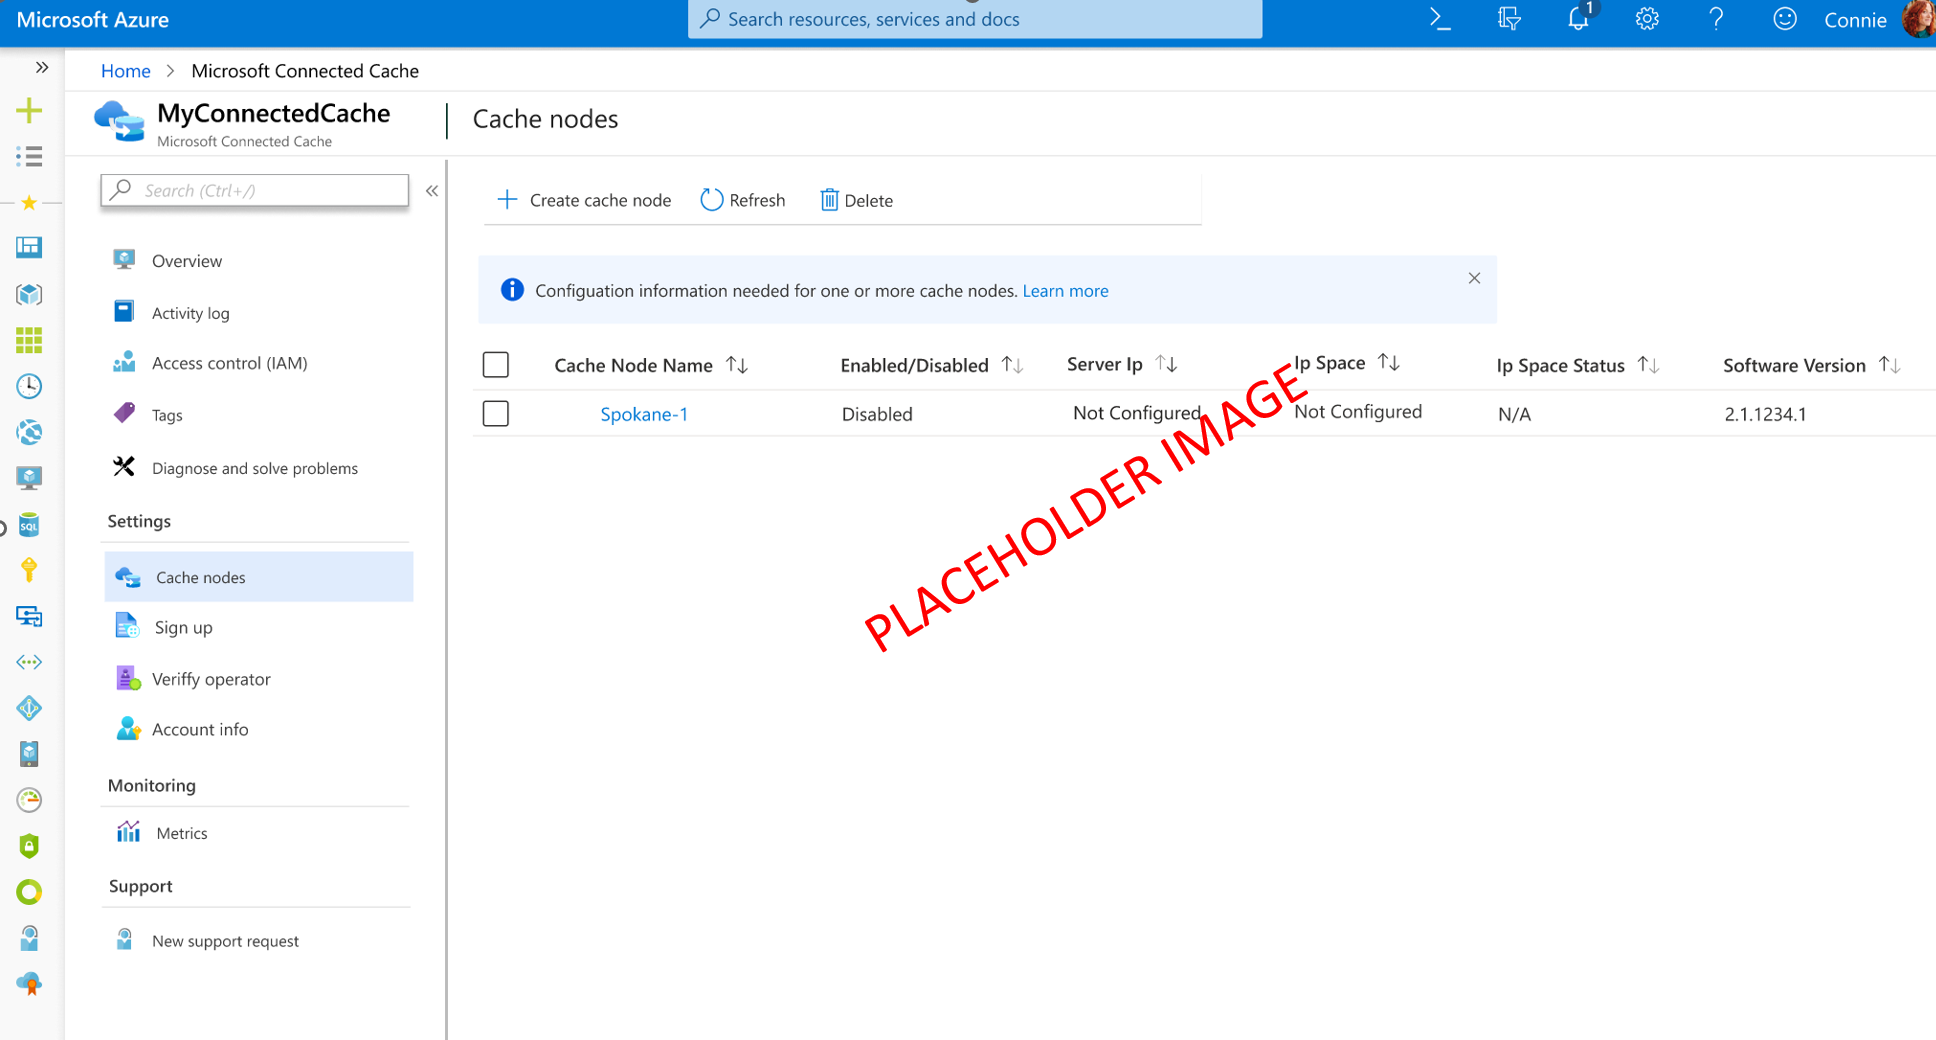 Microsoft Azure
Search resources, services and docs
1
Connie
Home > Microsoft Connected Cache
MyConnectedCache
Microsoft Connected Cache
Cache nodes
Search (Ctrl+/)
Create cache node
Refresh
Delete
Configuation information needed for one or more cache nodes. Learn more
Overview
Activity log
Access control (IAM)
Tags
Diagnose and solve problems
Settings
Cache nodes
Sign up
Veriffy operator
Account info
Monitoring
Metrics
Support
New support request
Cache Node Name Enabled/Disabled Server Ip Ip Space Ip Space Status Software Version
Spokane-1 Disabled Not Configured Not Configured N/A 2.1.1234.1
PLACEHOLDER IMAGE
SQL